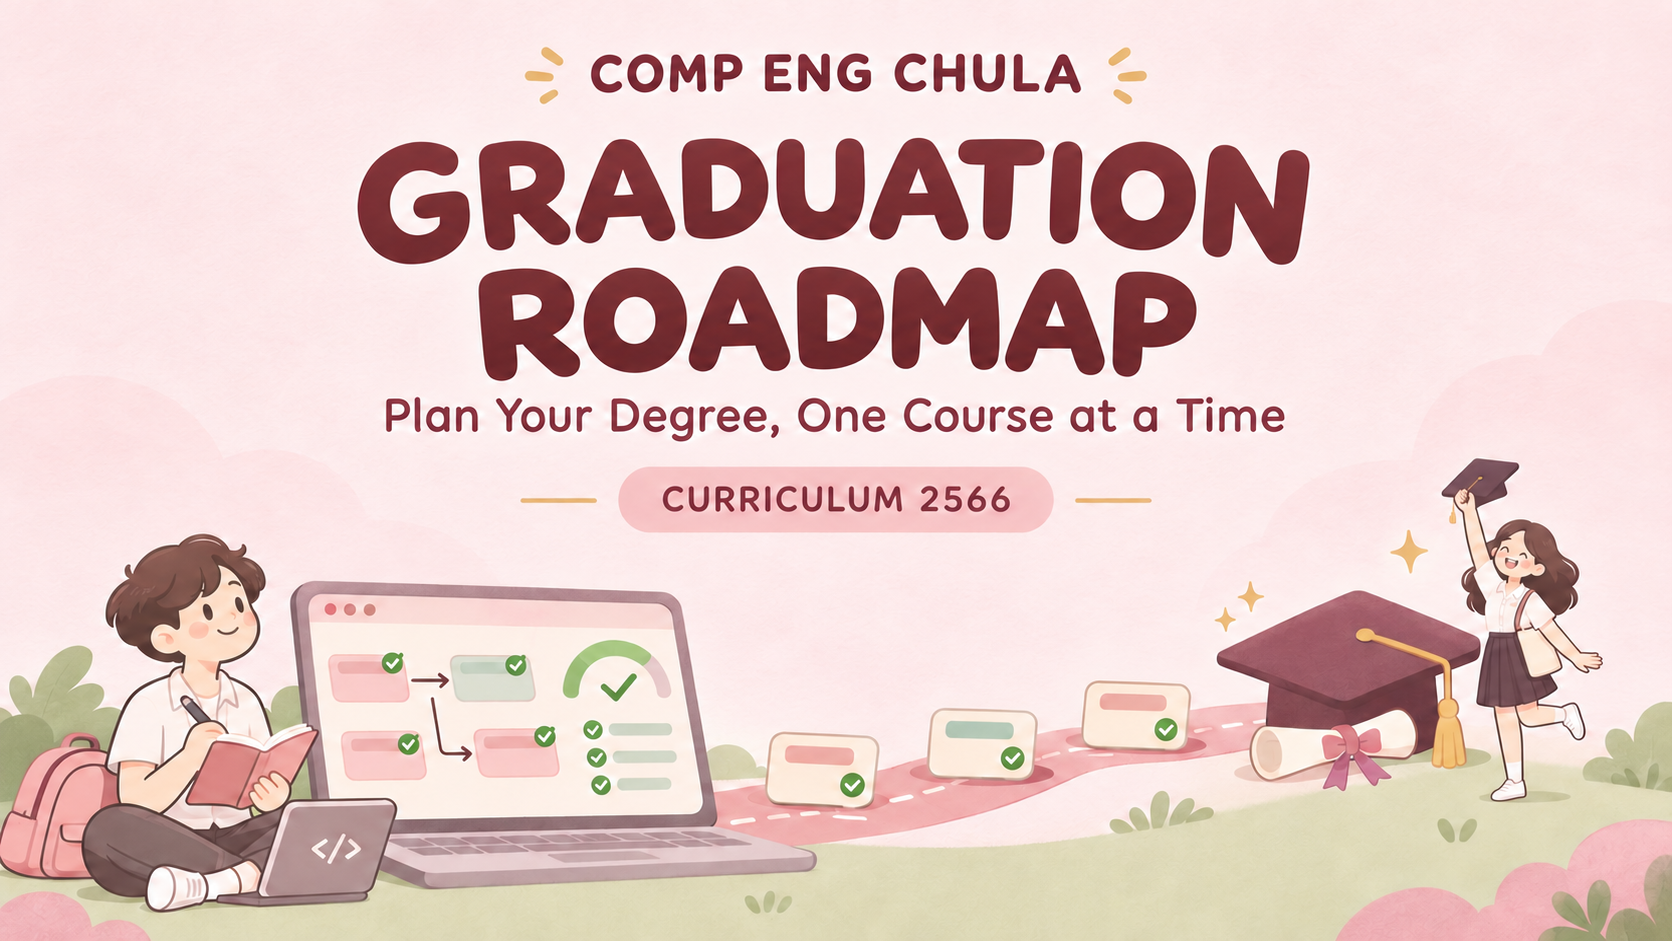 COMP ENG CHULA
GRADUATION
ROADMAP
Plan Your Degree, One Course at a Time
CURRICULUM 2566
</>